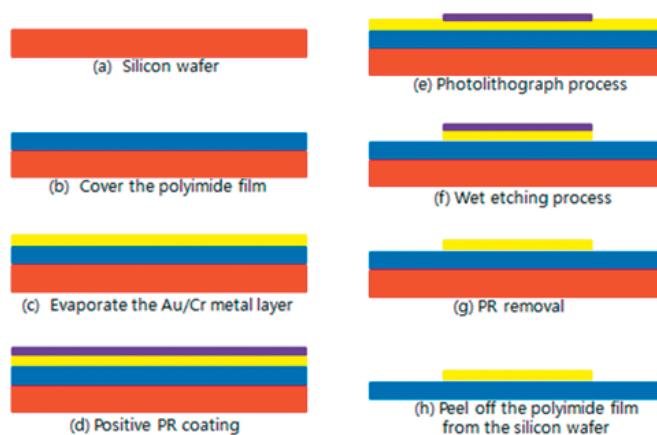 (a) Silicon wafer
(b) Cover the polyimide film
(c) Evaporate the Au/Cr metal layer
(d) Positive PR coating
(e) Photolithograph process
(f) Wet etching process
(g) PR removal
(h) Peel off the polyimide film
from the silicon wafer